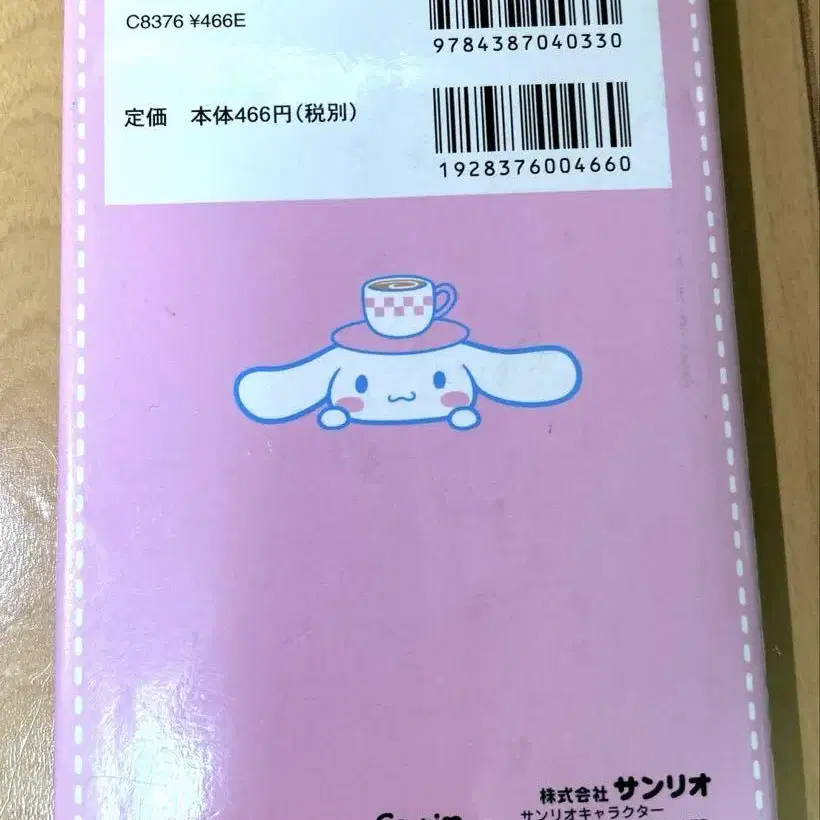 C8376 ¥466E
9784387040330
定価 本体466円(税別)
1928376004660
株式会社 サンリオ
サンリオキャラクター